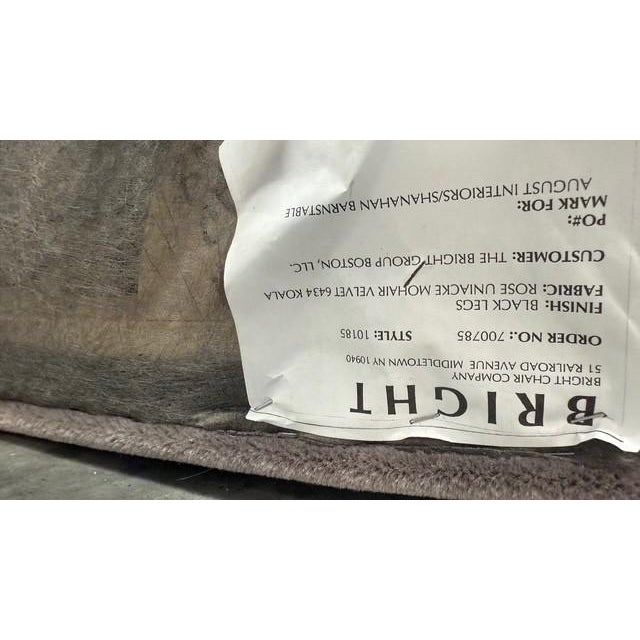 BRIGHT
BRIGHT CHAIR COMPANY
51 RAILROAD AVENUE MIDDLETOWN NY 10940
ORDER NO.: 700785 STYLE: 10185
FINISH: BLACK LEGS
FABRIC: ROSE UNIACKE MOHAIR VELVET 6434 KOALA
CUSTOMER: THE BRIGHT GROUP BOSTON, LLC.
PO#:
MARK FOR:
AUGUST INTERIORS/SHANAHAN BARNSTABLE